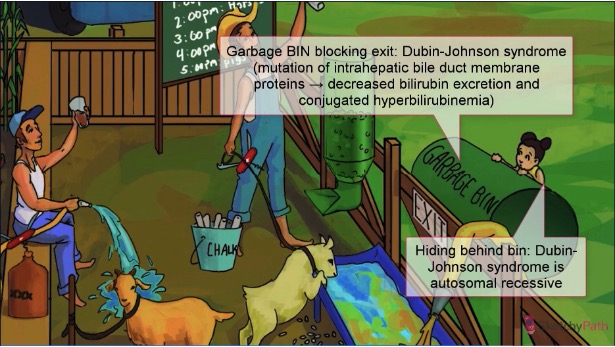 1:00pm:
2:00pm:
3:00pm
4:00pm:
5:00pm:
Garbage BIN blocking exit: Dubin-Johnson syndrome
(mutation of intrahepatic bile duct membrane
proteins → decreased bilirubin excretion and
conjugated hyperbilirubinemia)
GARBAGE BIN
EXIT
CHALK
XXX
Hiding behind bin: Dubin-
Johnson syndrome is
autosomal recessive